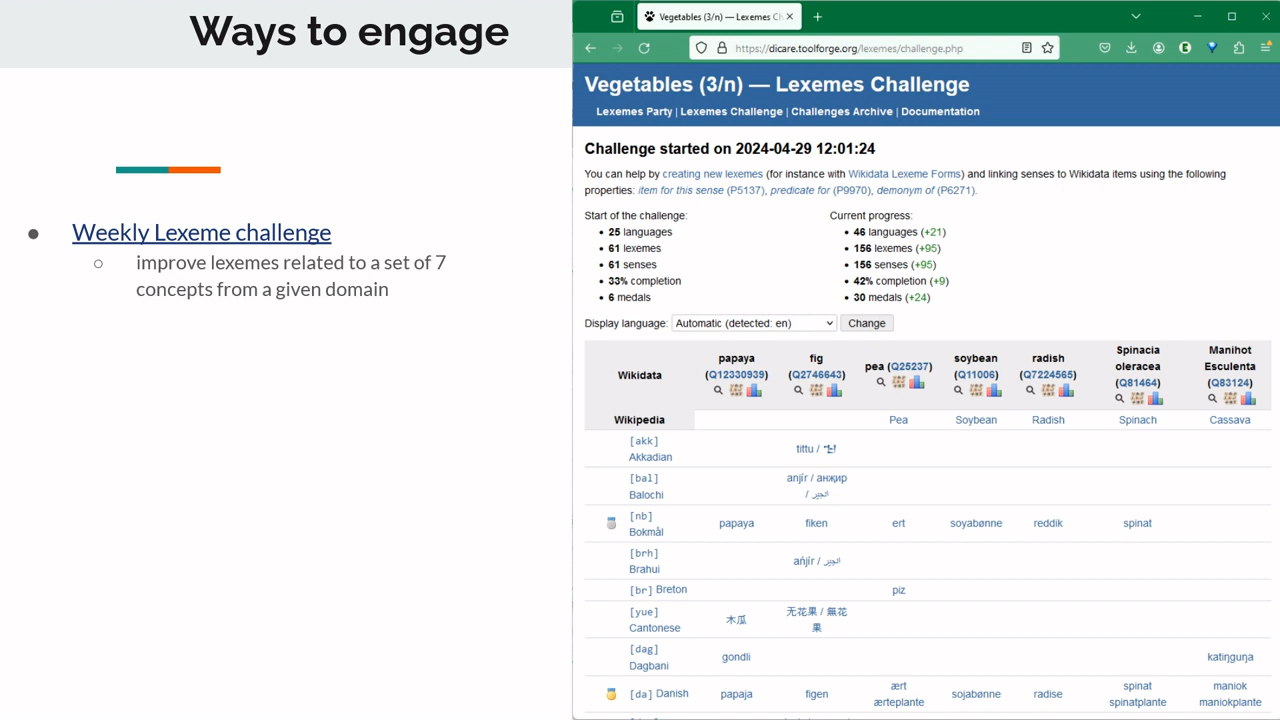 Ways to engage
Weekly Lexeme challenge
improve lexemes related to a set of 7
concepts from a given domain
Vegetables (3/n) — Lexemes Ch
https://dicare.toolforge.org/lexemes/challenge.php
Vegetables (3/n) — Lexemes Challenge
Lexemes Party | Lexemes Challenge | Challenges Archive | Documentation
Challenge started on 2024-04-29 12:01:24
You can help by creating new lexemes (for instance with Wikidata Lexeme Forms) and linking senses to Wikidata items using the following
properties: item for this sense (P5137), predicate for (P9970), demonym of (P6271).
Start of the challenge:
25 languages
61 lexemes
61 senses
33% completion
6 medals
Current progress:
46 languages (+21)
156 lexemes (+95)
156 senses (+95)
42% completion (+9)
30 medals (+24)
Display language: Automatic (detected: en) Change
Wikidata
papaya
(Q12330939)
fig
(Q2746643)
pea (Q25237)
soybean
(Q11006)
radish
(Q7224565)
Spinacia
oleracea
(Q81464)
Manihot
Esculenta
(Q83124)
Wikipedia Pea Soybean Radish Spinach Cassava
[akk]
Akkadian
tittu /
[bal]
Balochi
anjír / анжир
/ انجیر
[nb]
Bokmål
papaya fiken ert soyabønne reddik spinat
[brh]
Brahui
ańjír / انجیر
[br] Breton piz
[yue]
Cantonese
木瓜
无花果 / 無花
果
[dag]
Dagbani
gondli katiŋguŋa
[da] Danish papaja figen
ært
ærteplante
sojabønne radise
spinat
spinatplante
maniok
maniokplante